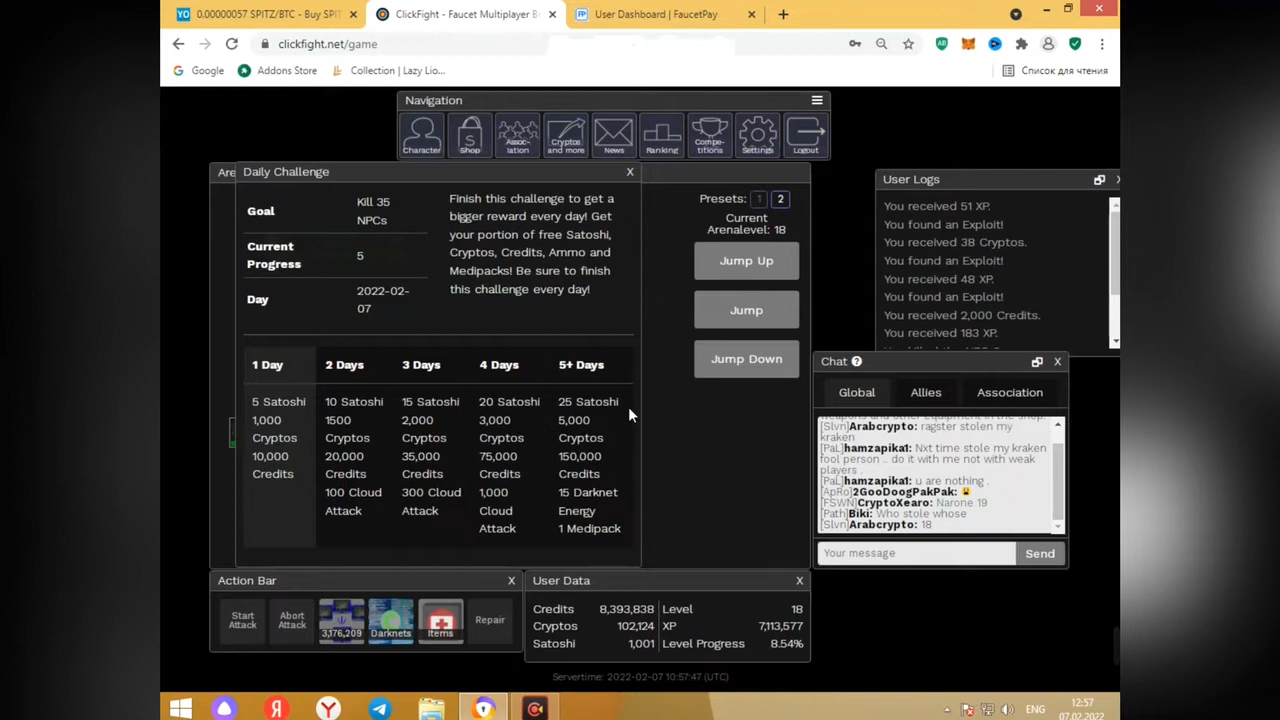 0.00000057 SPITZ/BTC - Buy SPIT
ClickFight - Faucet Multiplayer B
User Dashboard | FaucetPay
clickfight.net/game
Google
Addons Store
Collection | Lazy Lio...
Список для чтения
Navigation
Character
Shop
Assoc-
iation
Cryptos
and more
News
Ranking
Compe-
titions
Settings
Logout
Are
Daily Challenge
X
Goal
Kill 35
NPCs
Current
Progress
5
Day
2022-02-
07
Finish this challenge to get a
bigger reward every day! Get
your portion of free Satoshi,
Cryptos, Credits, Ammo and
Medipacks! Be sure to finish
this challenge every day!
1 Day
2 Days
3 Days
4 Days
5+ Days
5 Satoshi
1,000
Cryptos
10,000
Credits
10 Satoshi
1500
Cryptos
20,000
Credits
100 Cloud
Attack
15 Satoshi
2,000
Cryptos
35,000
Credits
300 Cloud
Attack
20 Satoshi
3,000
Cryptos
75,000
Credits
1,000
Cloud
Attack
25 Satoshi
5,000
Cryptos
150,000
Credits
15 Darknet
Energy
1 Medipack
Presets: 1 2
Current
Arenalevel: 18
Jump Up
Jump
Jump Down
User Logs
You received 51 XP.
You found an Exploit!
You received 38 Cryptos.
You found an Exploit!
You received 48 XP.
You found an Exploit!
You received 2,000 Credits.
You received 183 XP.
Chat
X
Global
Allies
Association
weapons and other equipment in the shop.
[Slvn]Arabcrypto: ragster stolen my
kraken
[PaL]hamzapika1: Nxt time stole my kraken
fool person .. do it with me not with weak
players .
[PaL]hamzapika1: u are nothing .
[ApRo]2GooDoogPakPak:
[FSWN]CryptoXearo: Narone 19
[Path]Biki: Who stole whose
[Slvn]Arabcrypto: 18
Your message
Send
Action Bar
X
Start
Attack
Abort
Attack
3,176,209
Darknets
Items
Repair
User Data
X
Credits 8,393,838
Cryptos 102,124
Satoshi 1,001
Level 18
XP 7,113,577
Level Progress 8.54%
Servertime: 2022-02-07 10:57:47 (UTC)
ENG
12:57
07.02.2022